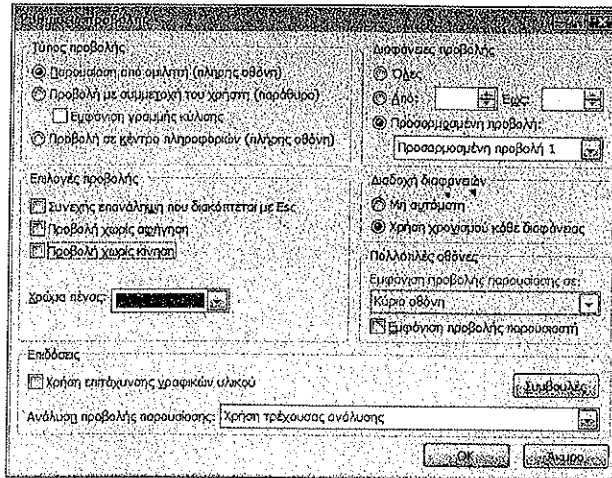 Ρυθμίσεις προβολής
Τύπος προβολής
Παρουσίαση από ομιλητή (πλήρης οθόνη)
Προβολή με συμμετοχή του χρήστη (παράθυρο)
Εμφάνιση γραμμής κύλισης
Προβολή σε κέντρο πληροφοριών (πλήρης οθόνη)
Διαφάνειες προβολής
Όλες
Από: Έως:
Προσαρμοσμένη προβολή:
Προσαρμοσμένη προβολή 1
Επιλογές προβολής
Συνεχής επανάληψη που διακόπτεται με Esc
Προβολή χωρίς αφήγηση
Προβολή χωρίς κίνηση
Χρώμα πένας:
Διαδοχή διαφανειών
Μη αυτόματη
Χρήση χρονισμού κάθε διαφάνειας
Πολλαπλές οθόνες
Εμφάνιση προβολής παρουσίασης σε:
Κύρια οθόνη
Εμφάνιση προβολής παρουσιαστή
Επιδόσεις
Χρήση επιτάχυνσης γραφικών υλικού
Συμβουλές
Ανάλυση προβολής παρουσίασης: Χρήση τρέχουσας ανάλυσης
OK Άκυρο